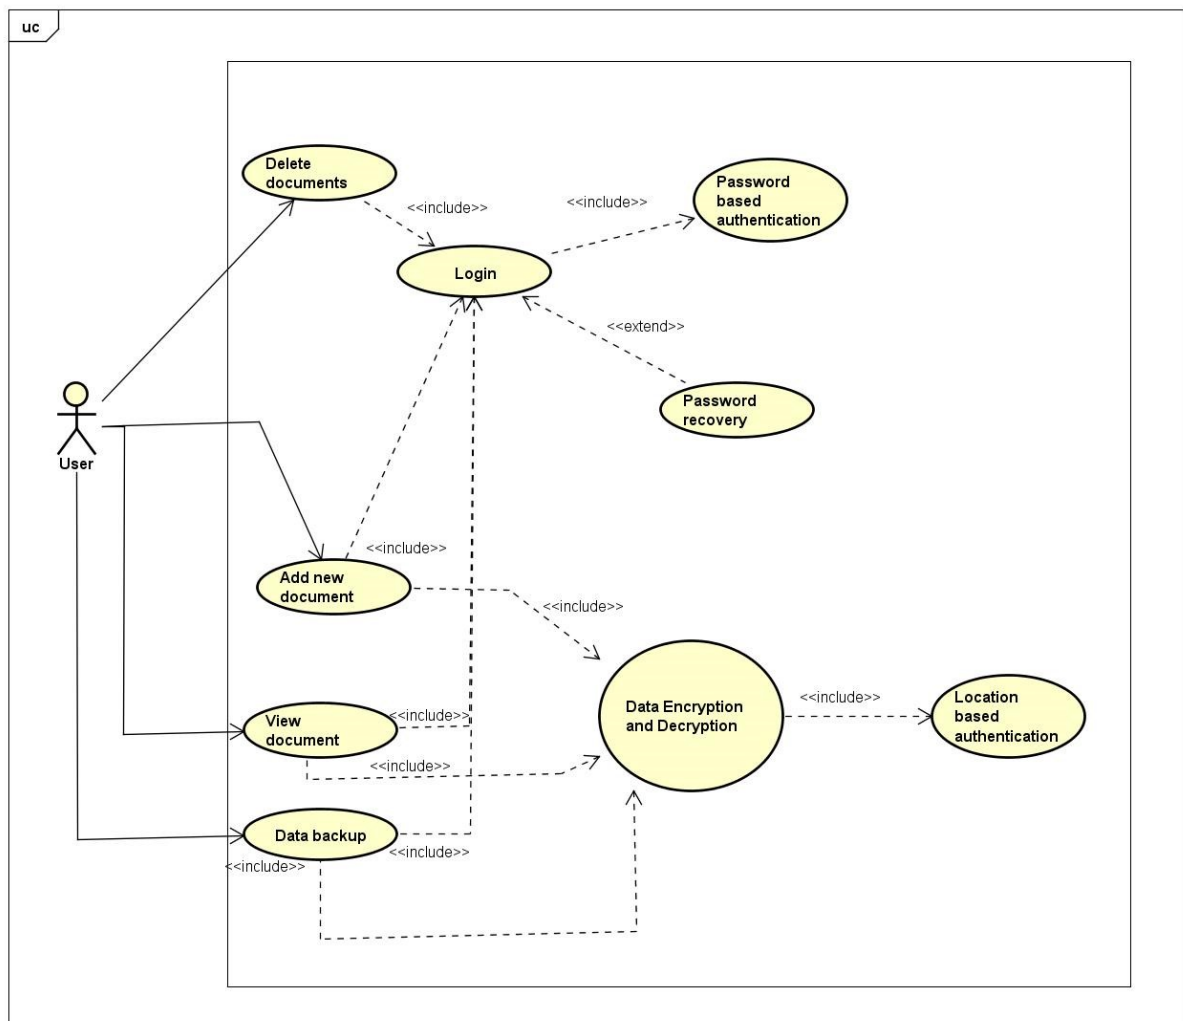 uc
Delete
documents
<<include>>
<<include>>
Password
based
authentication
Login
<<extend>>
Password
recovery
User
<<include>>
Add new
document
<<include>>
Data Encryption
and Decryption
<<include>>
Location
based
authentication
View
document
<<include>>
<<include>>
Data backup
<<include>>
<<include>>